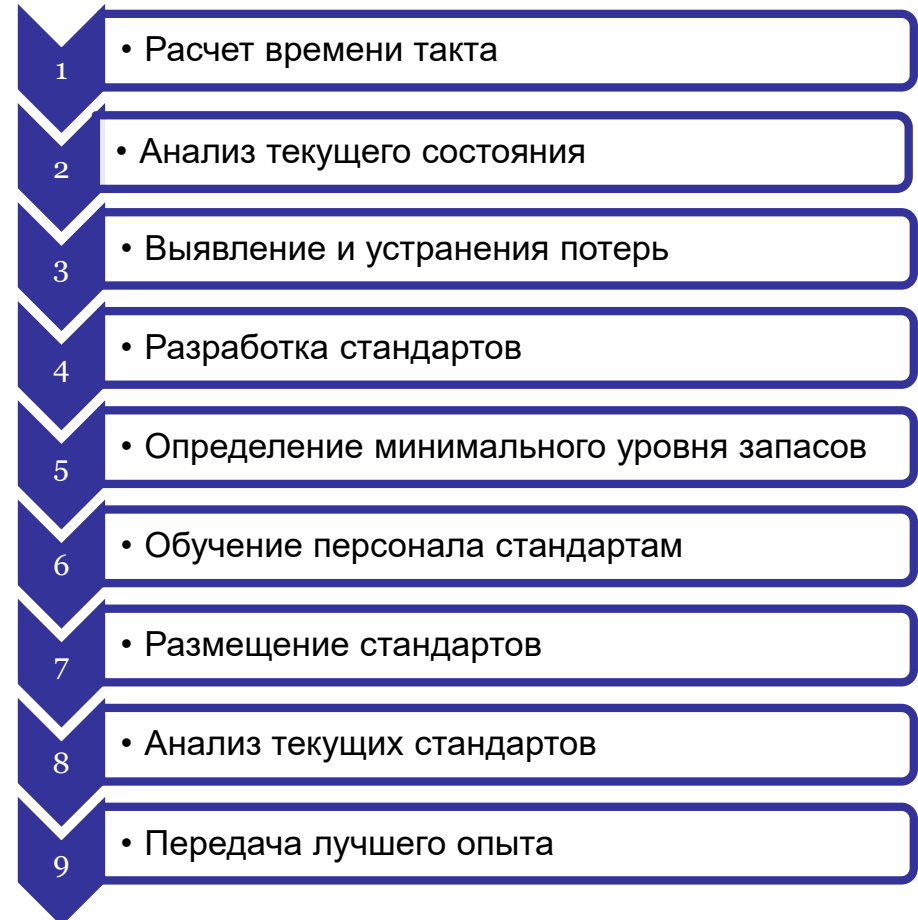 1
• Расчет времени такта
2
• Анализ текущего состояния
3
• Выявление и устранения потерь
4
• Разработка стандартов
5
• Определение минимального уровня запасов
6
• Обучение персонала стандартам
7
• Размещение стандартов
8
• Анализ текущих стандартов
9
• Передача лучшего опыта